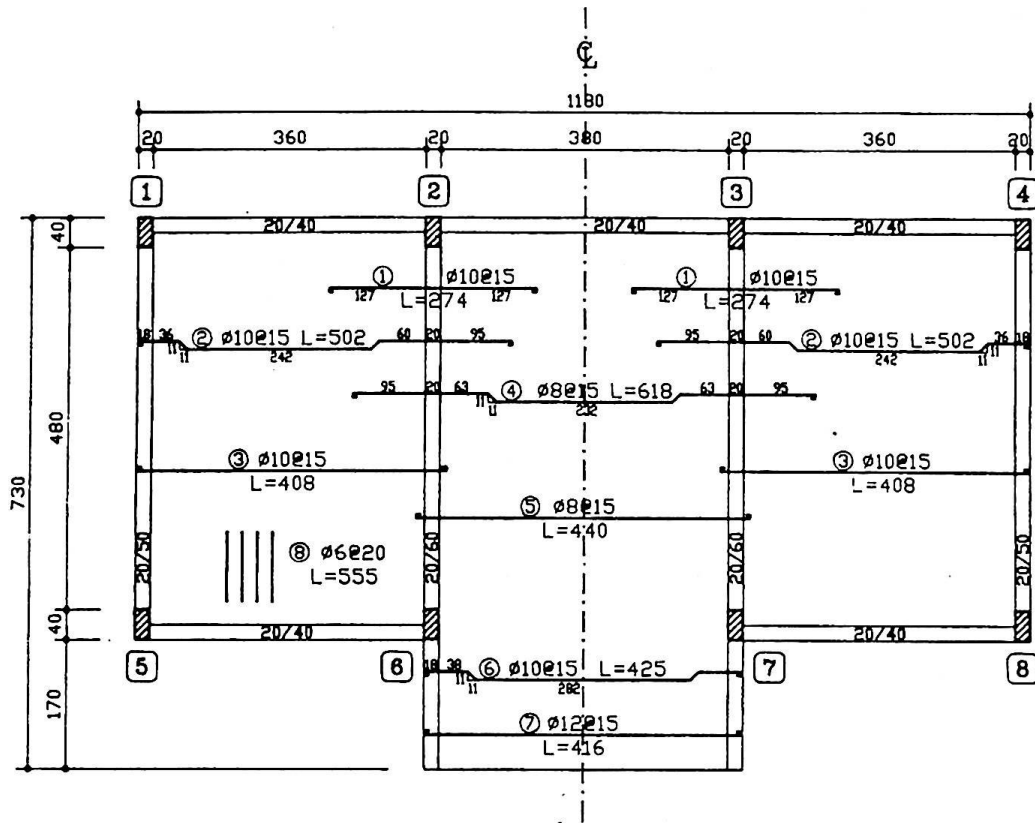 ℄
1180
20 360 20 380 20 360 20
1 2 3 4
20/40 20/40 20/40
40
① Ø10@15 ① Ø10@15
127 L=274 127 127 L=274 127
18 36 ② Ø10@15 L=502 60 20 95 95 20 60 ② Ø10@15 L=502 36 18
11 11 242 242 11 11
95 20 63 ④ Ø8@15 L=618 63 20 95
11 11
480
③ Ø10@15 ③ Ø10@15
L=408 L=408
730
⑤ Ø8@15
L=440
20/50 20/60 20/60 20/50
⑧ Ø6@20
L=555
40
20/40 20/40
5 6 7 8
18 38 ⑥ Ø10@15 L=425
11 11 282
170
⑦ Ø12@15
L=416